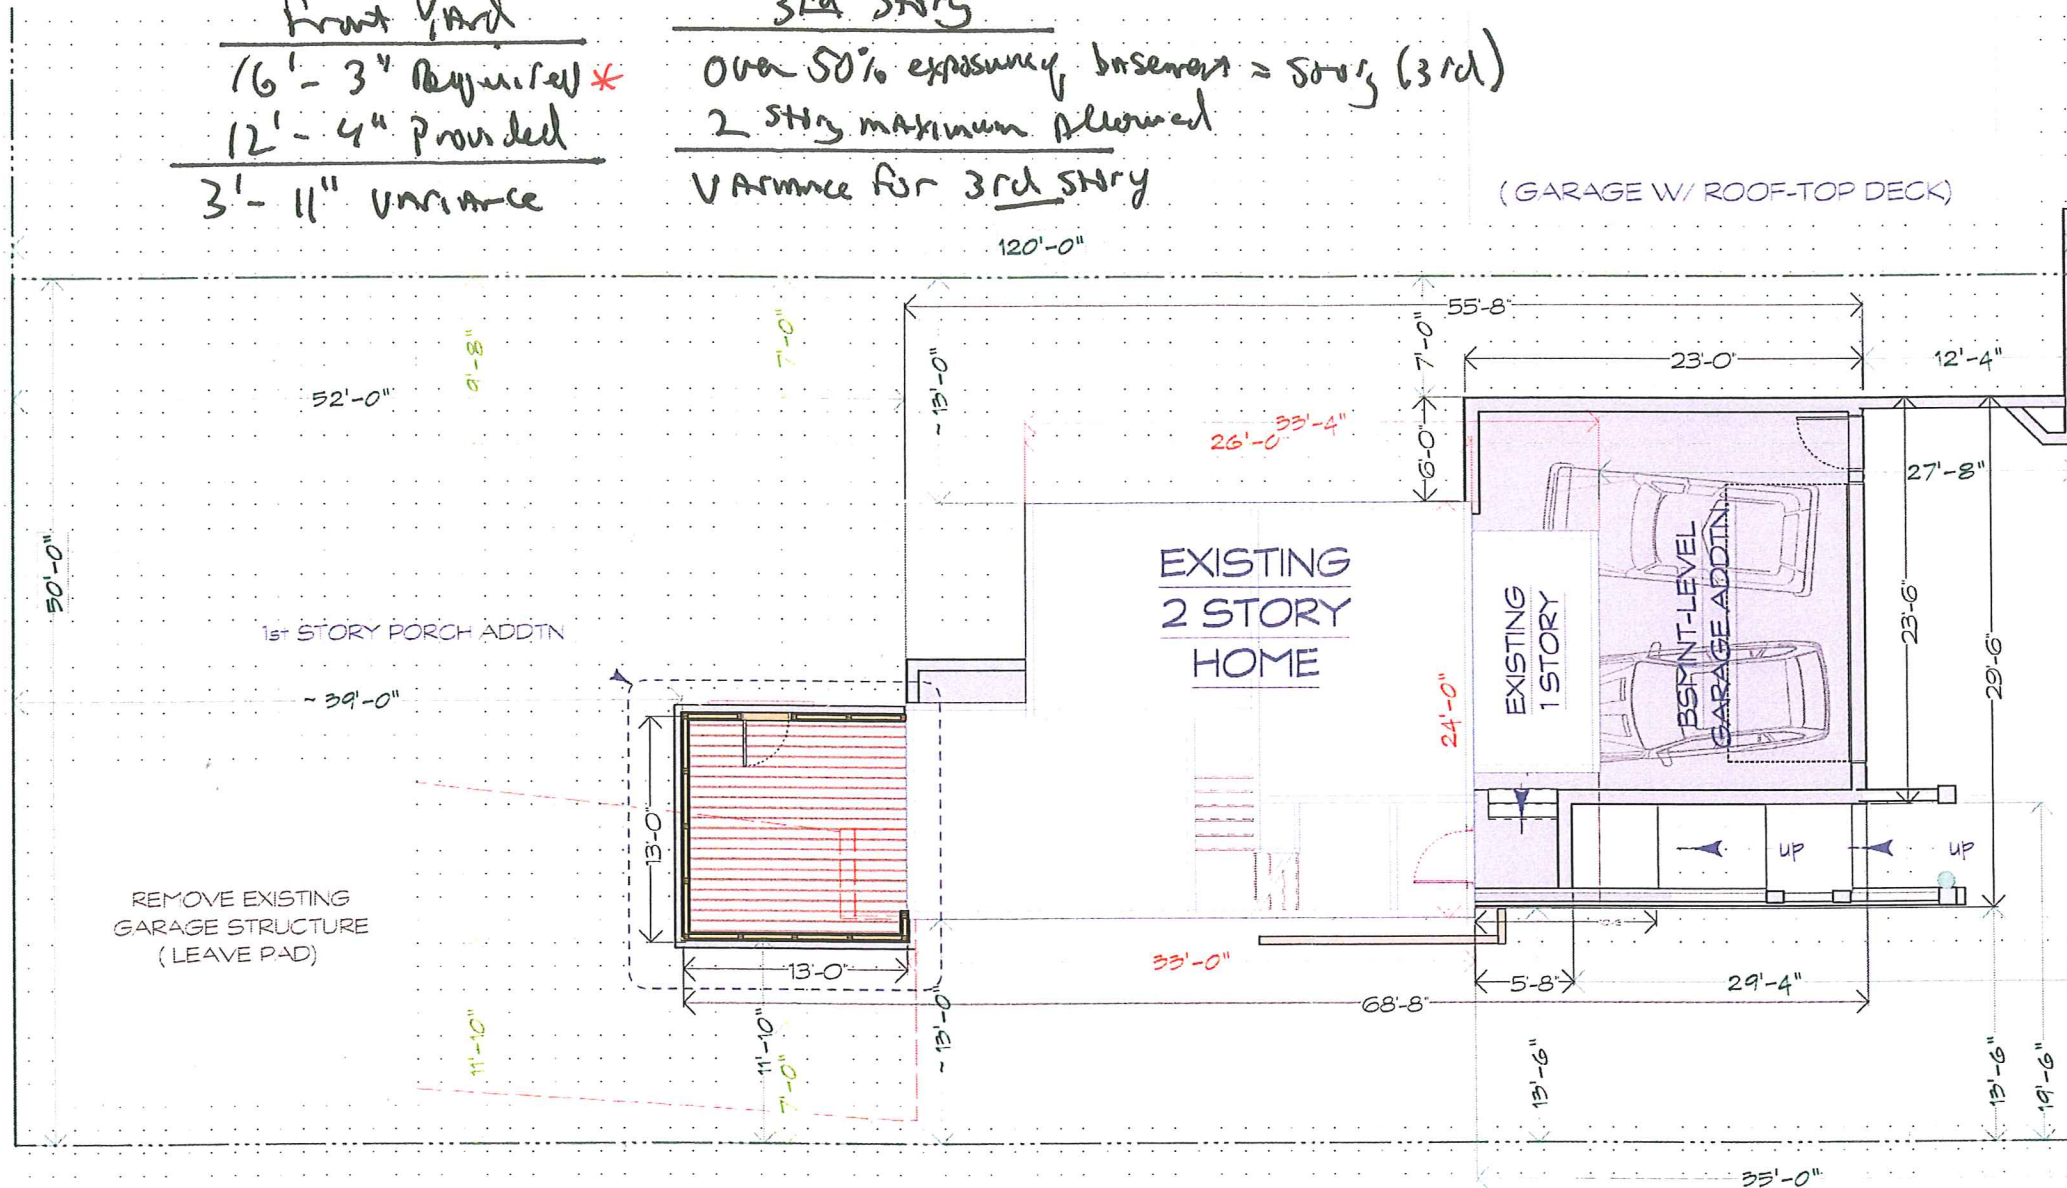 Front Yard
16'-3" Required *
12'-4" Provided
3'-11" variance
3rd Story
Over 50% exposure, basement = story (3rd)
2 story maximum Allowed
Variance for 3rd story
(GARAGE W/ ROOF-TOP DECK)
120'-0"
55'-8"
23'-0"
12'-4"
7'-0"
9'-8"
7'-0"
52'-0"
~13'-0"
33'-4"
26'-0"
6'-0"
27'-8"
50'-0"
EXISTING
2 STORY
HOME
EXISTING
1 STORY
BSMNT-LEVEL
GARAGE ADDTN
23'-6"
29'-6"
24'-0"
1st STORY PORCH ADDTN
~39'-0"
13'-0"
up
up
REMOVE EXISTING
GARAGE STRUCTURE
(LEAVE PAD)
13'-0"
33'-0"
5'-8"
29'-4"
68'-8"
11'-10"
11'-10"
7'-0"
~13'-0"
13'-6"
13'-6"
19'-6"
35'-0"